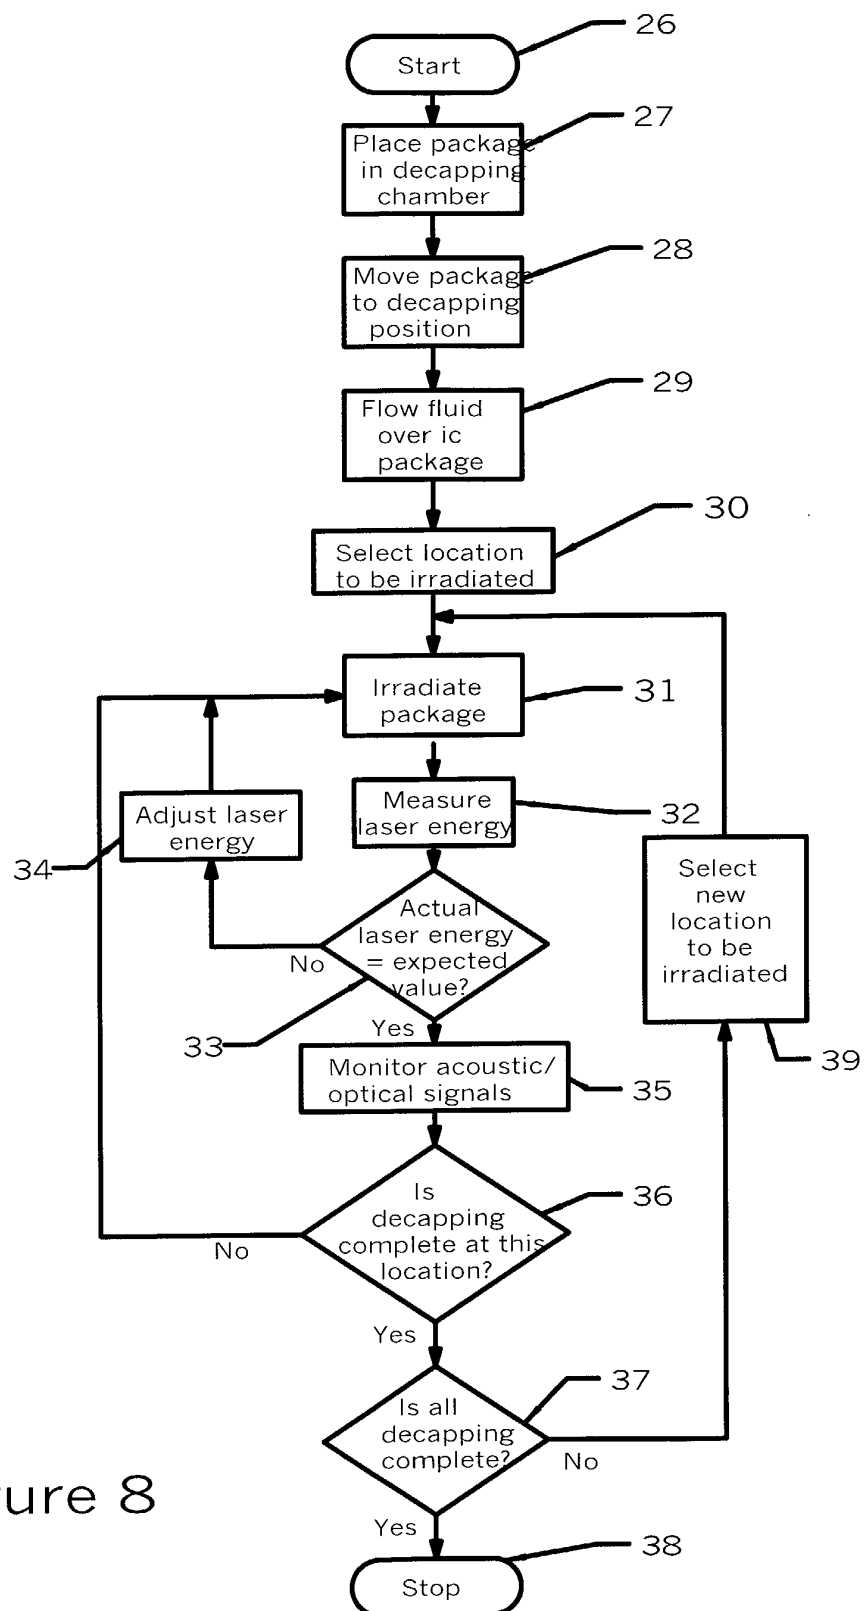 26
Start
27
Place package
in decapping
chamber
28
Move package
to decapping
position
29
Flow fluid
over ic
package
30
Select location
to be irradiated
31
Irradiate
package
32
Measure
laser energy
Adjust laser
energy
34
Select
new
location
to be
irradiated
Actual
laser energy
= expected
value?
No
33
Yes
39
Monitor acoustic/
optical signals
35
36
Is
decapping
complete at this
location?
No
Yes
37
Is all
decapping
complete?
No
Yes
38
Stop
ure 8